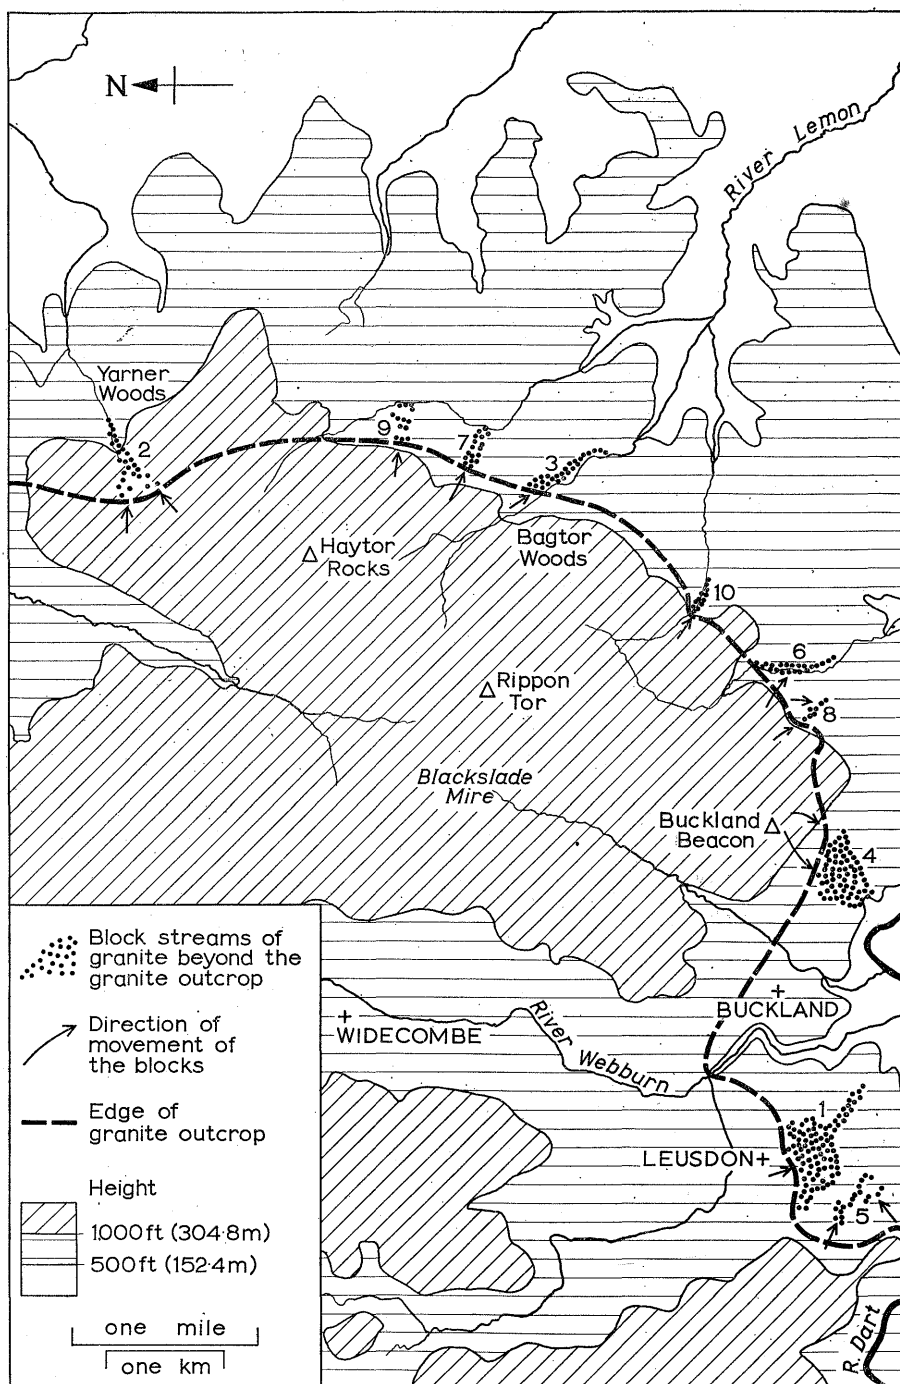 N
River Lemon
Yarner
Woods
2
9
7
3
Haytor
Rocks
Bagtor
Woods
10
6
Rippon
Tor
8
Blackslade
Mire
Buckland
Beacon
4
Block streams of
granite beyond the
granite outcrop
BUCKLAND
WIDECOMBE
River Webburn
Direction of
movement of
the blocks
Edge of
granite outcrop
1
LEUSDON
5
Height
1000ft (304·8m)
500ft (152·4m)
R. Dart
one mile
one km